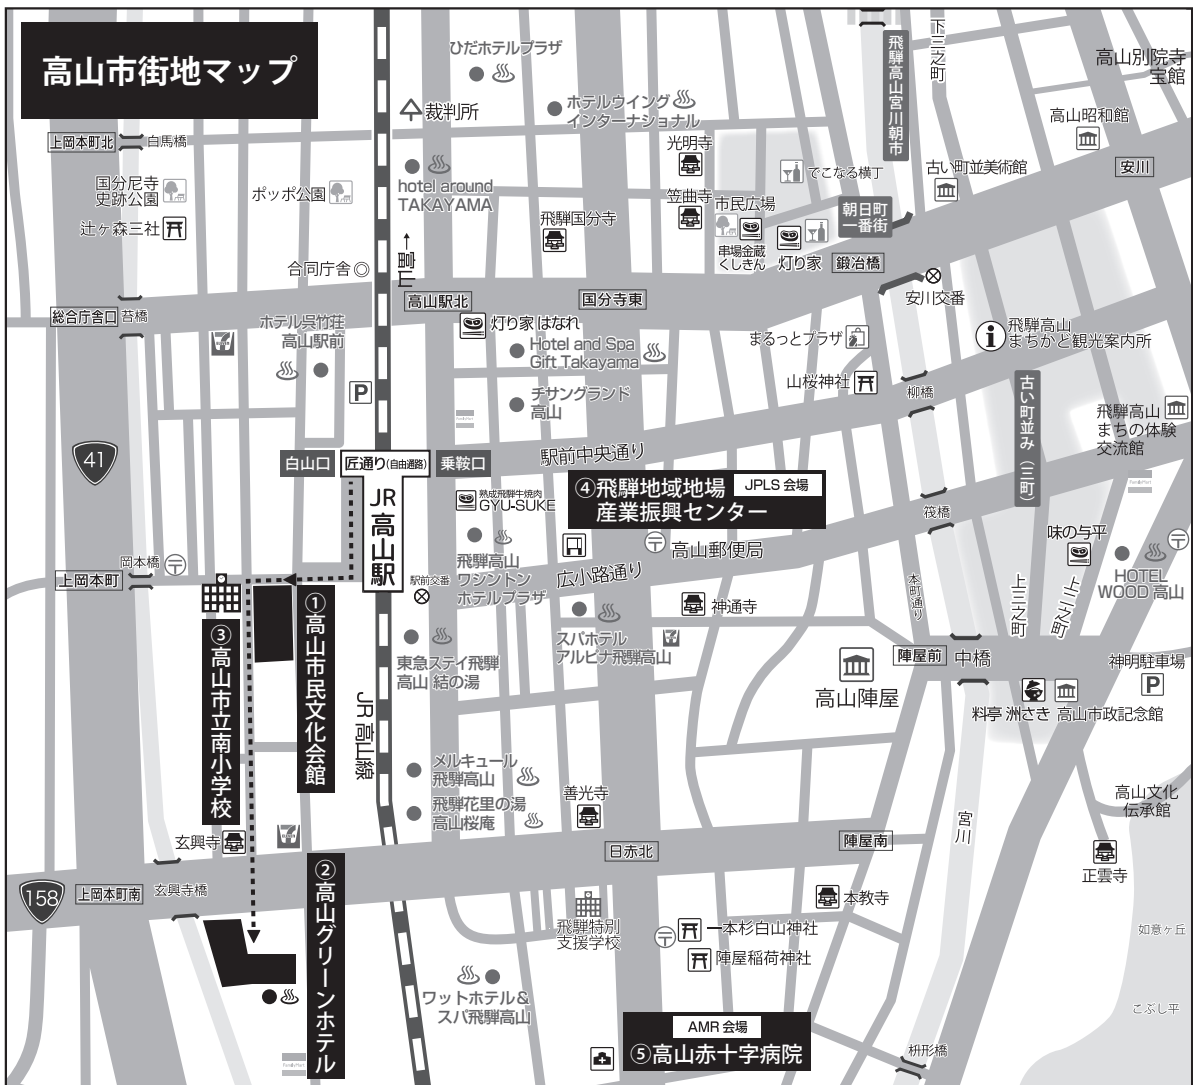 高山市街地マップ
ひだホテルプラザ
裁判所
ホテルウイング
インターナショナル
飛騨高山宮川朝市
下三之町
高山別院寺
宝館
上岡本町北
白馬橋
光明寺
高山昭和館
安川
国分尼寺
史跡公園
ポッポ公園
hotel around
TAKAYAMA
でこなる横丁
古い町並美術館
辻ヶ森三社
飛騨国分寺
笠曲寺
市民広場
朝日町
一番街
串場金蔵
くしきん
灯り家
鍛冶橋
合同庁舎
←富山
高山駅北
国分寺東
安川交番
総合庁舎口
苔橋
ホテル呉竹荘
高山駅前
灯り家 はなれ
Hotel and Spa
Gift Takayama
まるっとプラザ
飛騨高山
まちかど観光案内所
山桜神社
柳橋
P
チサングランド
高山
古い町並み(三町)
飛騨高山
まちの体験
交流館
41
白山口
匠通り(自由通路)
乗鞍口
駅前中央通り
JR高山駅
熟成飛騨牛焼肉
GYU-SUKE
④飛騨地域地場
産業振興センター
JPLS 会場
筏橋
飛騨高山
ワシントン
ホテルプラザ
高山郵便局
広小路通り
味の与平
HOTEL
WOOD 高山
岡本橋
上岡本町
駅前交番
①高山市民文化会館
③高山市立南小学校
本町通り
上三之町
上二之町
神通寺
スパホテル
アルピナ飛騨高山
東急ステイ飛騨
高山 結の湯
陣屋前
中橋
神明駐車場
P
高山陣屋
料亭 洲さき
高山市政記念館
JR高山線
メルキュール
飛騨高山
飛騨花里の湯
高山桜庵
善光寺
高山文化
伝承館
宮川
玄興寺
日赤北
陣屋南
正雲寺
158
上岡本町南
玄興寺橋
②高山グリーンホテル
本教寺
飛騨特別
支援学校
一本杉白山神社
陣屋稲荷神社
如意ヶ丘
ワットホテル&
スパ飛騨高山
こぶし平
AMR 会場
⑤高山赤十字病院
枡形橋